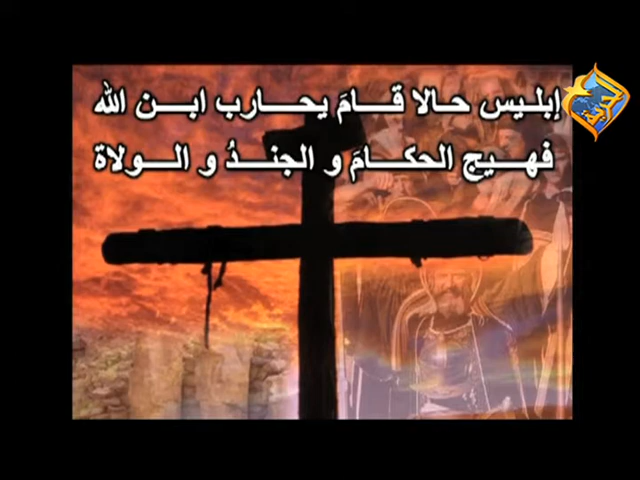 إبليس حالا قامَ يحارب ابن الله
فهيج الحكامَ و الجندُ و الولاة